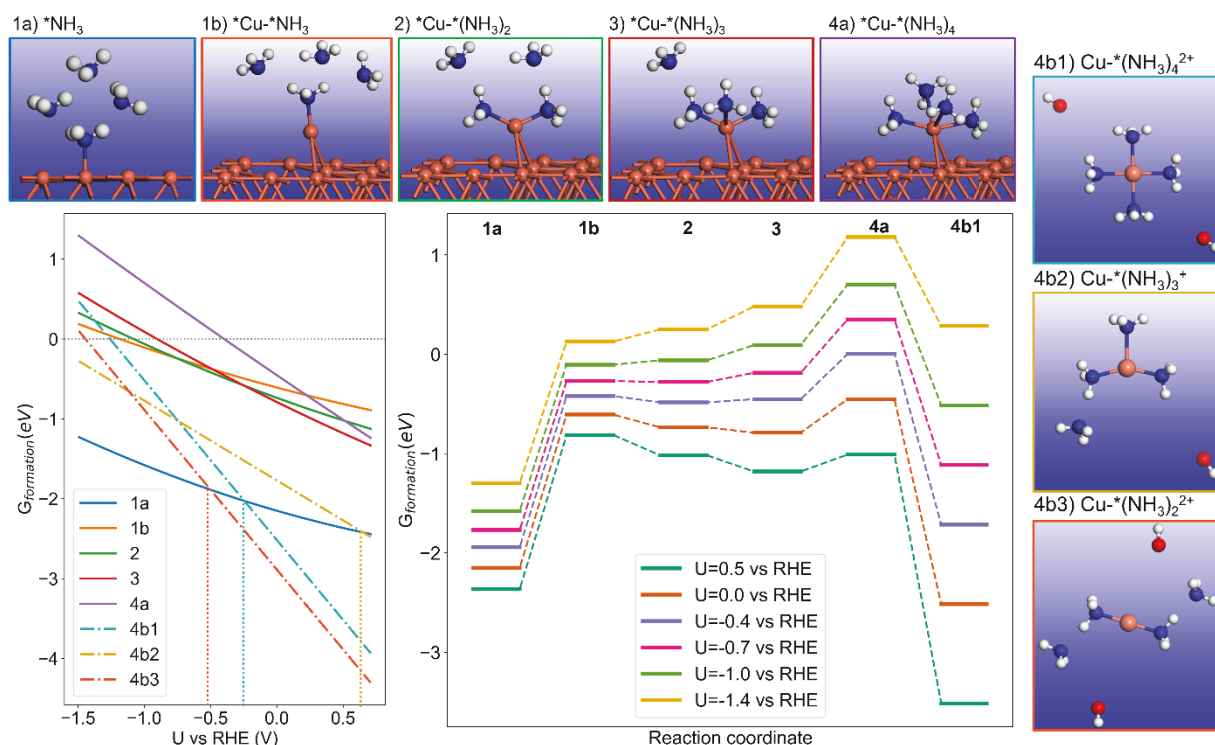 1a) *NH₃
1b) *Cu-*NH₃
2) *Cu-*(NH₃)₂
3) *Cu-*(NH₃)₃
4a) *Cu-*(NH₃)₄
4b1) Cu-*(NH₃)₄²⁺
4b2) Cu-*(NH₃)₃⁺
4b3) Cu-*(NH₃)₂²⁺
G_formation (eV)
1
0
−1
−2
−3
−4
1a
1b
2
3
4a
4b1
4b2
4b3
−1.5 −1.0 −0.5 0.0 0.5
U vs RHE (V)
G_formation (eV)
1
0
−1
−2
−3
1a 1b 2 3 4a 4b1
U=0.5 vs RHE
U=0.0 vs RHE
U=-0.4 vs RHE
U=-0.7 vs RHE
U=-1.0 vs RHE
U=-1.4 vs RHE
Reaction coordinate